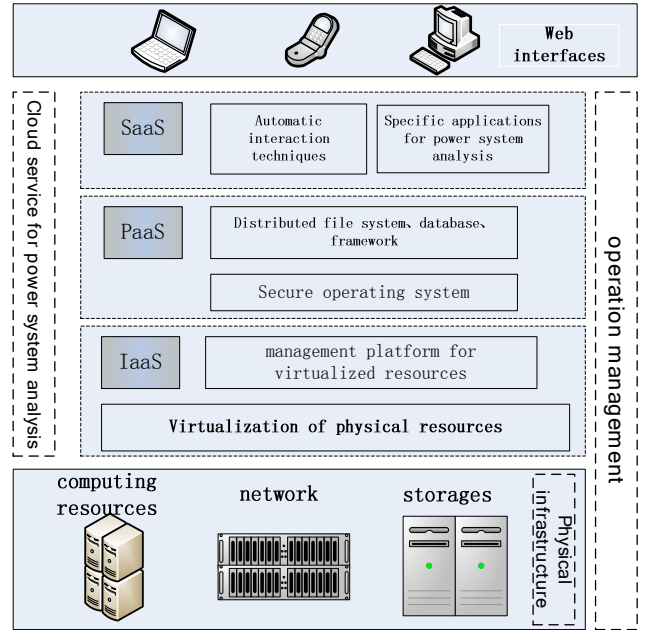 Web
interfaces
Cloud service for power system analysis
SaaS
Automatic
interaction
techniques
Specific applications
for power system
analysis
PaaS
Distributed file system、database、
framework
Secure operating system
IaaS
management platform for
virtualized resources
Virtualization of physical resources
operation management
computing
resources
network
storages
Physical
infrastructure